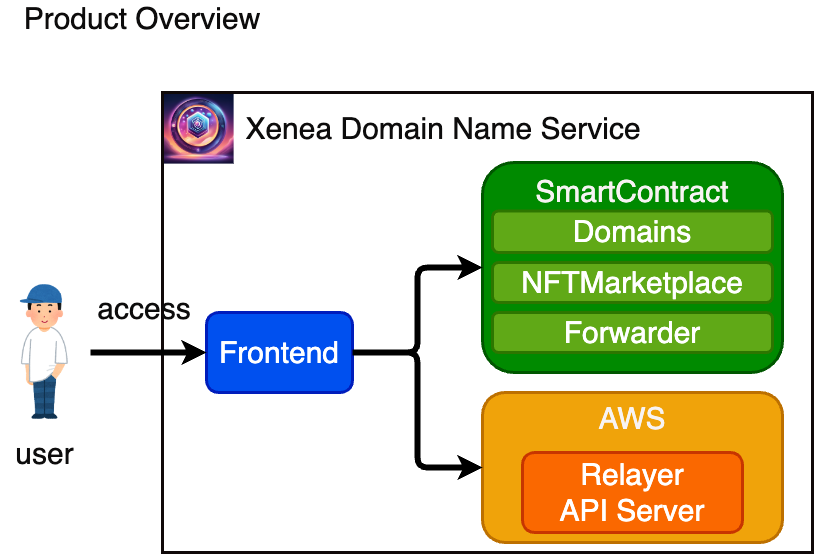 Product Overview
Xenea Domain Name Service
SmartContract
Domains
NFTMarketplace
Forwarder
access
Frontend
user
AWS
Relayer
API Server